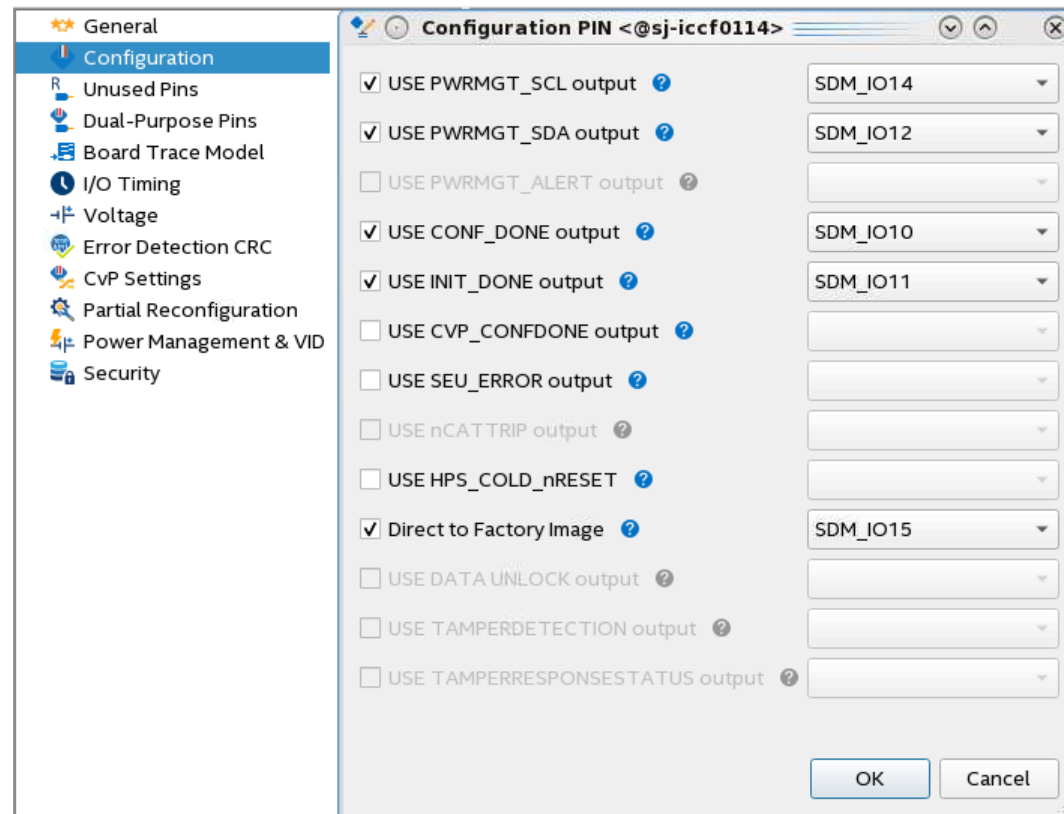 General
Configuration
Unused Pins
Dual-Purpose Pins
Board Trace Model
I/O Timing
Voltage
Error Detection CRC
CvP Settings
Partial Reconfiguration
Power Management & VID
Security
Configuration PIN <@sj-iccf0114>
USE PWRMGT_SCL output SDM_IO14
USE PWRMGT_SDA output SDM_IO12
USE PWRMGT_ALERT output
USE CONF_DONE output SDM_IO10
USE INIT_DONE output SDM_IO11
USE CVP_CONFDONE output
USE SEU_ERROR output
USE nCATTRIP output
USE HPS_COLD_nRESET
Direct to Factory Image SDM_IO15
USE DATA UNLOCK output
USE TAMPERDETECTION output
USE TAMPERRESPONSESTATUS output
OK Cancel